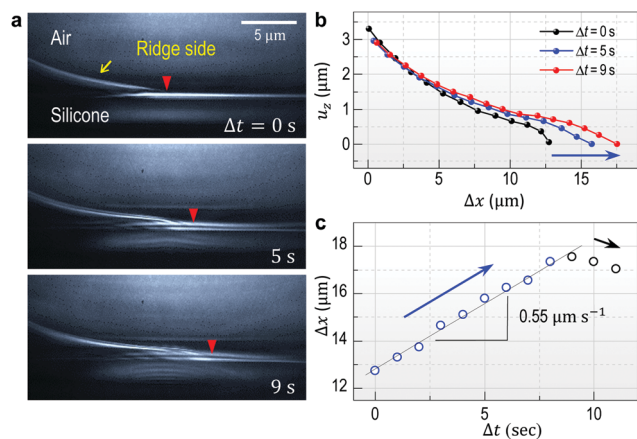 a
Air
Ridge side
5 μm
Silicone
Δt = 0 s
5 s
9 s
b
u_z (μm)
3
2
1
0
0
5
10
15
Δx (μm)
Δt = 0 s
Δt = 5 s
Δt = 9 s
c
Δx (μm)
18
16
14
12
0
5
10
Δt (sec)
0.55 μm s⁻¹